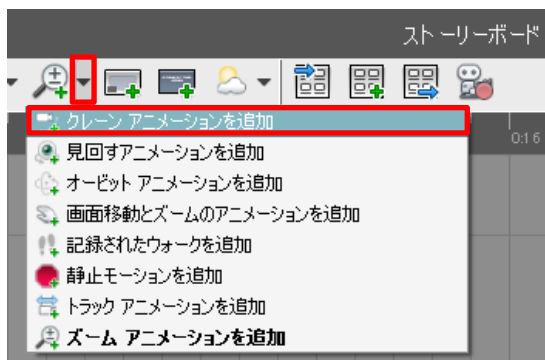 ストーリーボード
クレーン アニメーションを追加
0:16
見回すアニメーションを追加
オービット アニメーションを追加
画面移動とズームのアニメーションを追加
記録されたウォークを追加
静止モーションを追加
トラック アニメーションを追加
ズーム アニメーションを追加